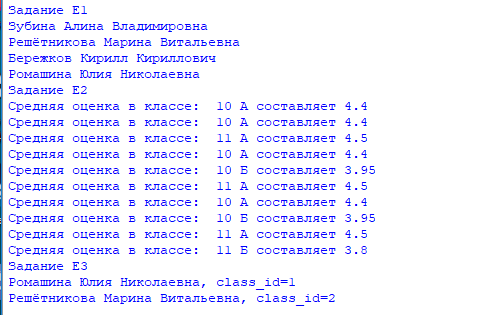 Задание E1
Зубина Алина Владимировна
Решётникова Марина Витальевна
Бережков Кирилл Кириллович
Ромашина Юлия Николаевна
Задание E2
Средняя оценка в классе:  10 А составляет 4.4
Средняя оценка в классе:  10 А составляет 4.4
Средняя оценка в классе:  11 А составляет 4.5
Средняя оценка в классе:  10 А составляет 4.4
Средняя оценка в классе:  10 Б составляет 3.95
Средняя оценка в классе:  11 А составляет 4.5
Средняя оценка в классе:  10 А составляет 4.4
Средняя оценка в классе:  10 Б составляет 3.95
Средняя оценка в классе:  11 А составляет 4.5
Средняя оценка в классе:  11 Б составляет 3.8
Задание E3
Ромашина Юлия Николаевна, class_id=1
Решётникова Марина Витальевна, class_id=2